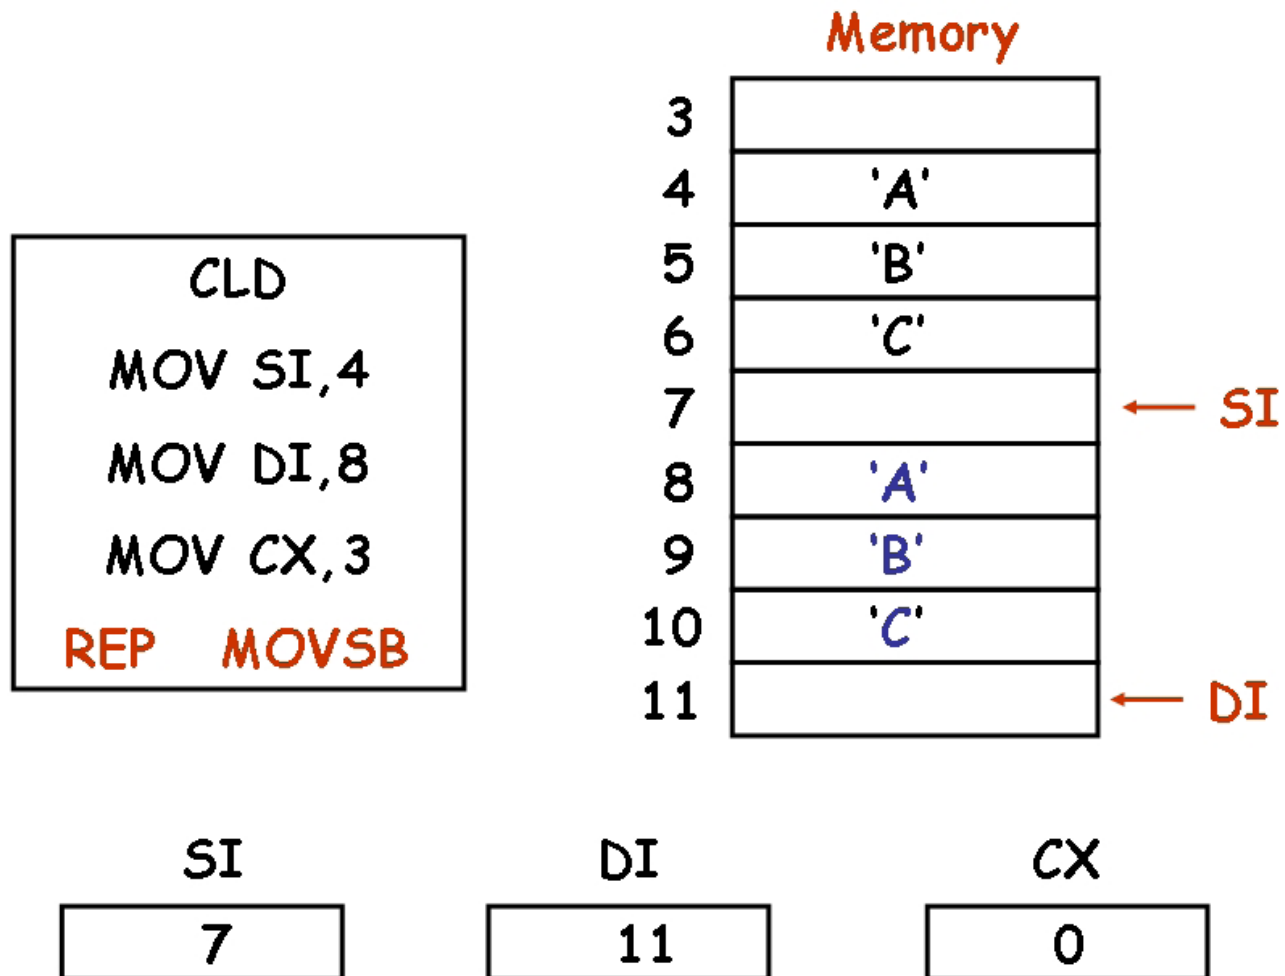 Memory
3
4 'A'
5 'B'
6 'C'
7 SI
8 'A'
9 'B'
10 'C'
11 DI
CLD
MOV SI,4
MOV DI,8
MOV CX,3
REP MOVSB
SI DI CX
7 11 0